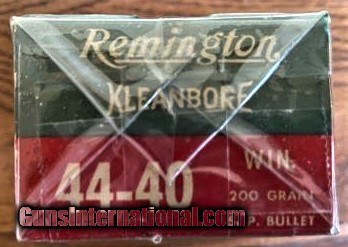 Remington
KLEANBORE
44-40 WIN.
200 GRAIN
P. BULLET
GunsInternational.com